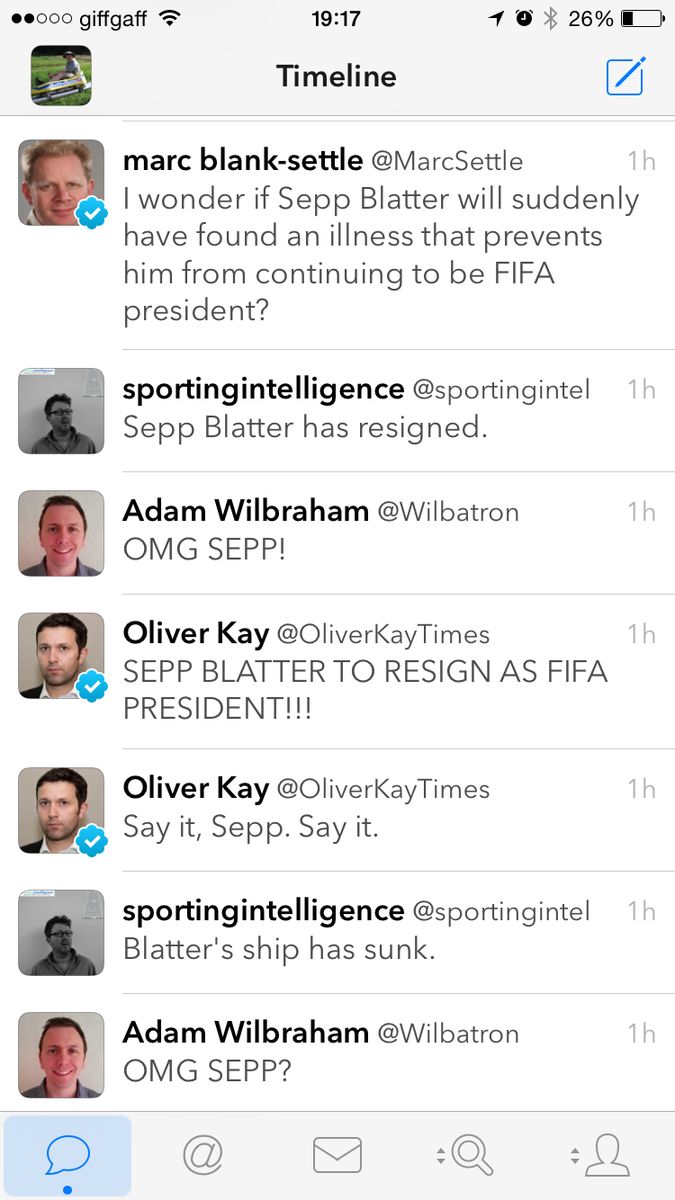 giffgaff 19:17 26%
Timeline
marc blank-settle @MarcSettle 1h
I wonder if Sepp Blatter will suddenly
have found an illness that prevents
him from continuing to be FIFA
president?
sportingintelligence @sportingintel 1h
Sepp Blatter has resigned.
Adam Wilbraham @Wilbatron 1h
OMG SEPP!
Oliver Kay @OliverKayTimes 1h
SEPP BLATTER TO RESIGN AS FIFA
PRESIDENT!!!
Oliver Kay @OliverKayTimes 1h
Say it, Sepp. Say it.
sportingintelligence @sportingintel 1h
Blatter's ship has sunk.
Adam Wilbraham @Wilbatron 1h
OMG SEPP?
@